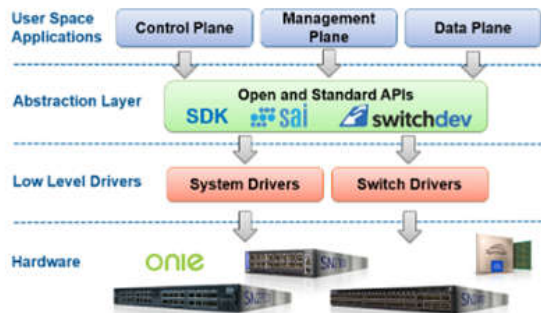 User Space
Applications
Control Plane
Management
Plane
Data Plane
Abstraction Layer
Open and Standard APIs
SDK
sai
switchdev
Low Level Drivers
System Drivers
Switch Drivers
Hardware
onie